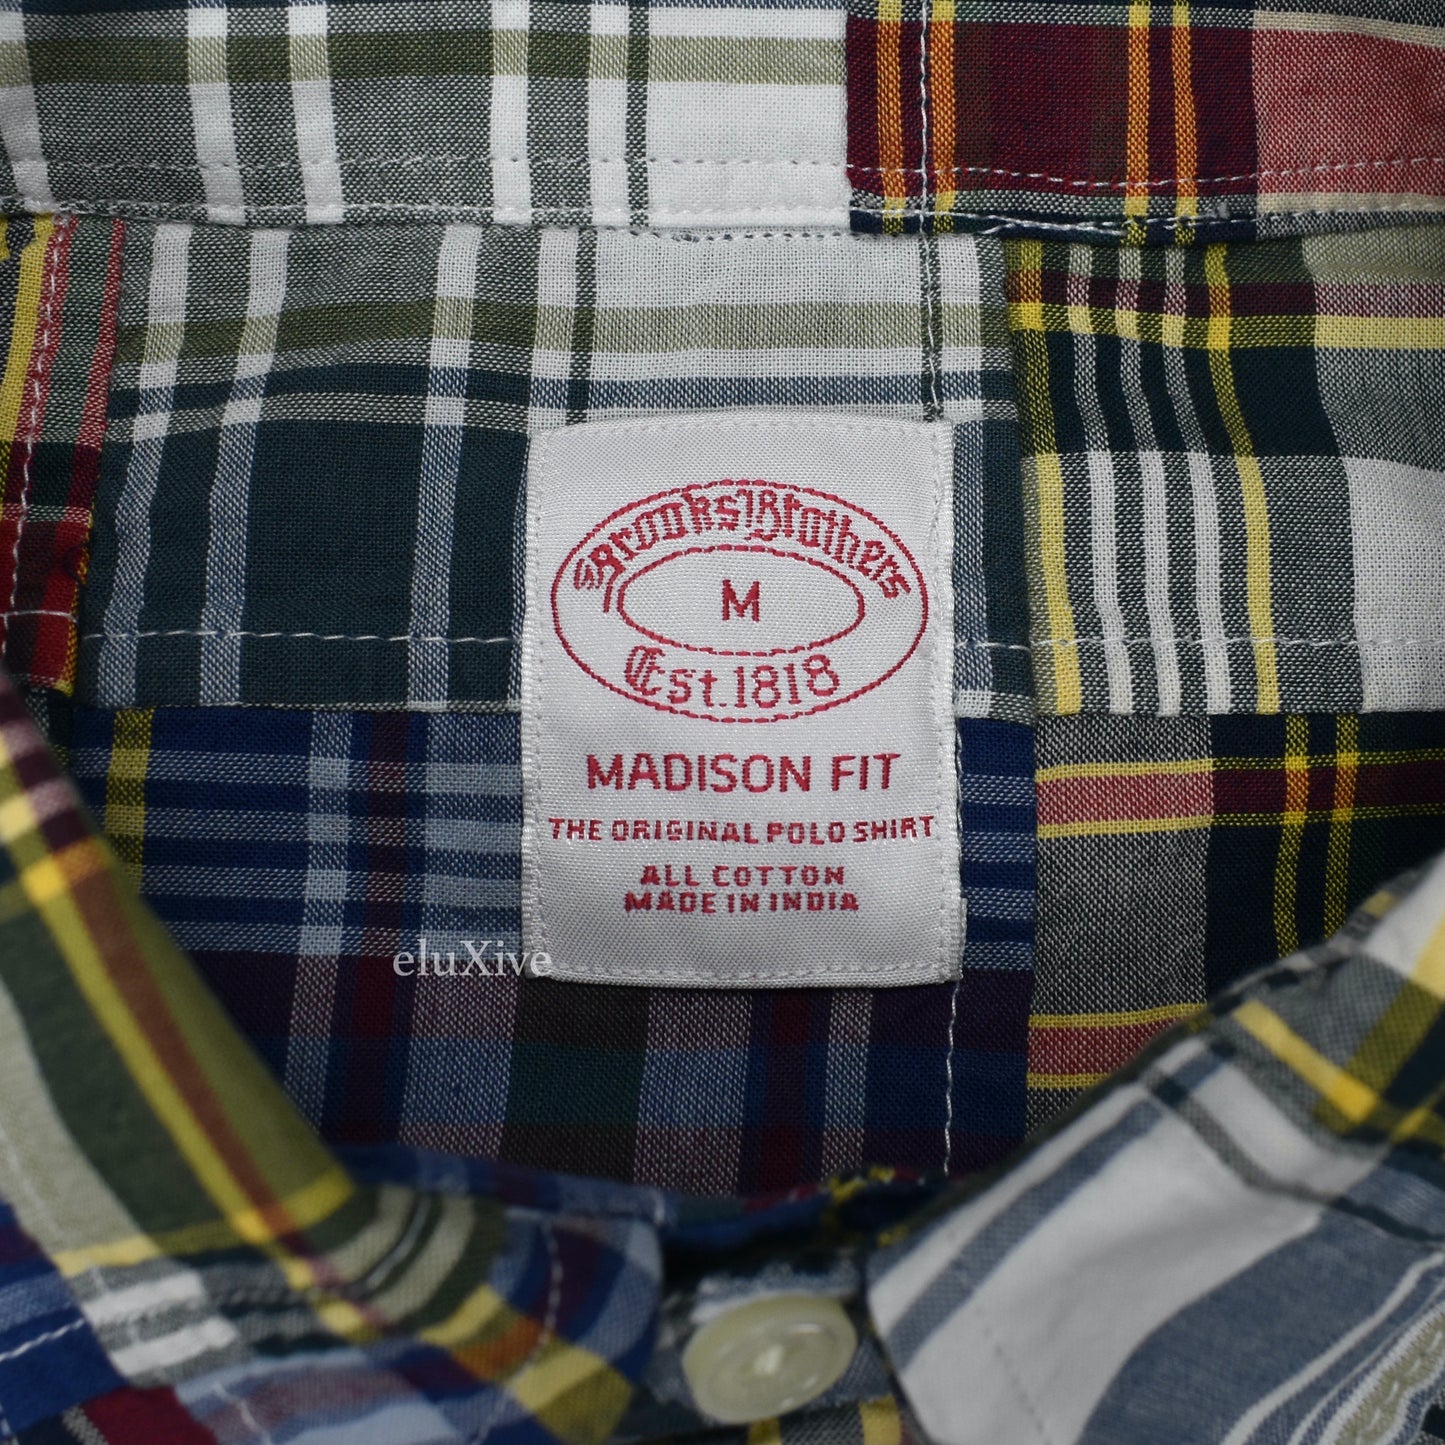 Brooks Brothers
M
Est. 1818
MADISON FIT
THE ORIGINAL POLO SHIRT
ALL COTTON
MADE IN INDIA
eluXive